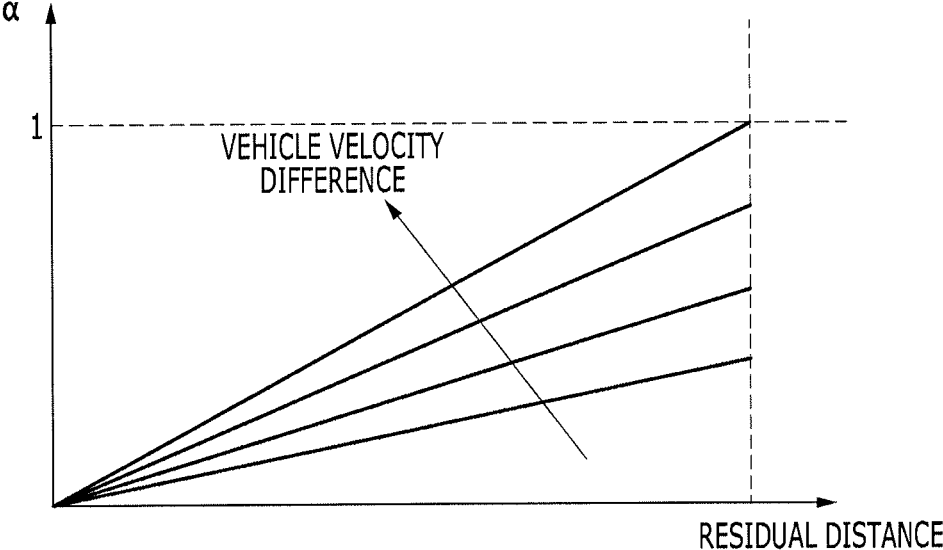 α
1
VEHICLE VELOCITY
DIFFERENCE
RESIDUAL DISTANCE